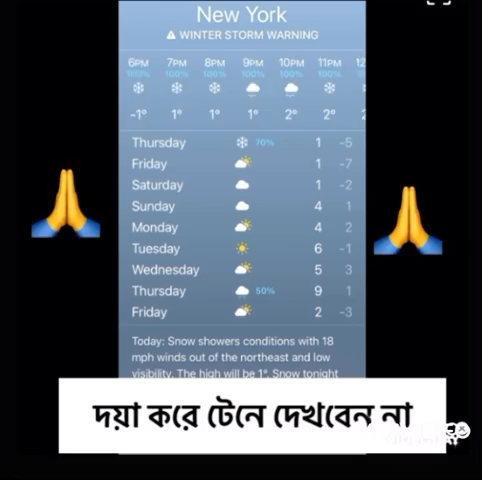 New York
⚠ WINTER STORM WARNING
6PM 7PM 8PM 9PM 10PM 11PM 12
100% 100% 100% 100% 100% 100%
-1° 1° 1° 1° 2° 2° 2
Thursday 70% 1 -5
Friday 1 -7
Saturday 1 -2
Sunday 4 1
Monday 4 2
Tuesday 6 -1
Wednesday 5 3
Thursday 50% 9 1
Friday 2 -3
Today: Snow showers conditions with 18
mph winds out of the northeast and low
visibility. The high will be 1°. Snow tonight
দয়া করে টেনে দেখবেন না